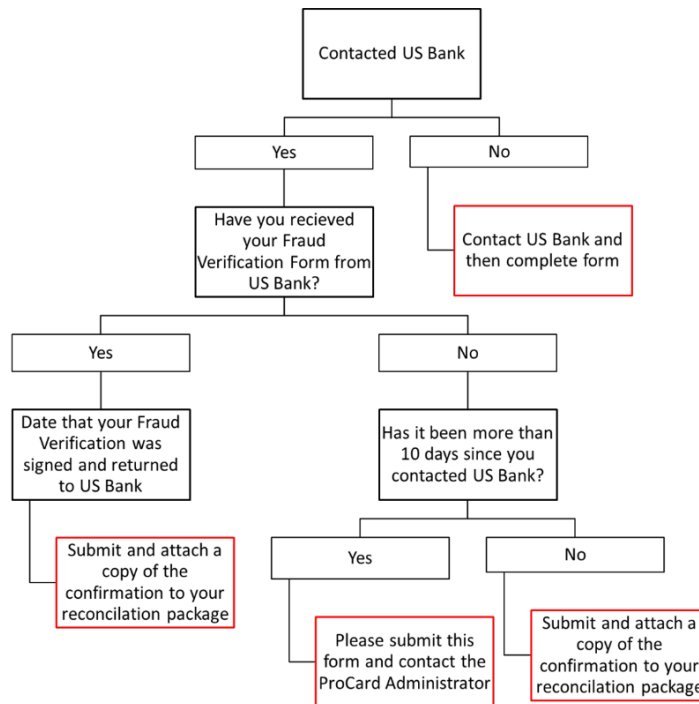 Contacted US Bank
Yes
No
Have you recieved
your Fraud
Verification Form from
US Bank?
Contact US Bank and
then complete form
Yes
No
Date that your Fraud
Verification was
signed and returned
to US Bank
Has it been more than
10 days since you
contacted US Bank?
Submit and attach a
copy of the
confirmation to your
reconcilation package
Yes
No
Please submit this
form and contact the
ProCard Administrator
Submit and attach a
copy of the
confirmation to your
reconcilation package